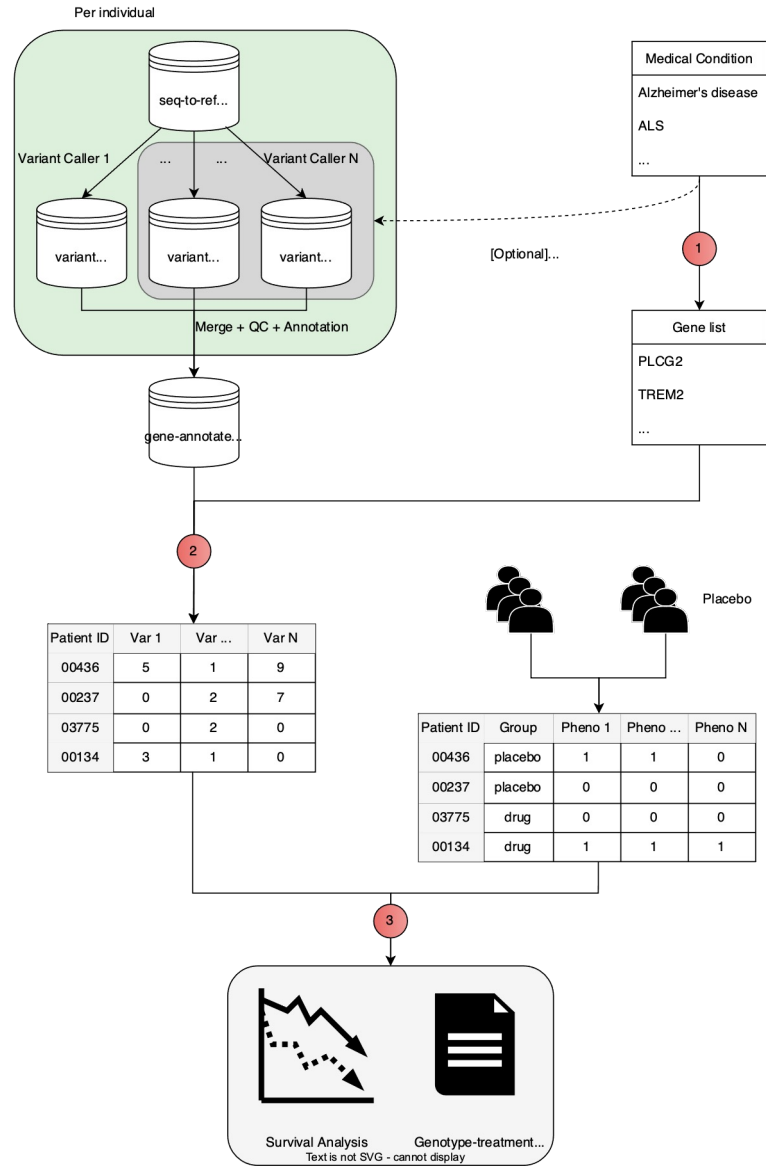 Per individual
seq-to-ref...
Variant Caller 1
...
...
Variant Caller N
variant...
variant...
variant...
Merge + QC + Annotation
gene-annotate...
Medical Condition
Alzheimer's disease
ALS
...
[Optional]...
1
Gene list
PLCG2
TREM2
...
2
Patient ID Var 1 Var ... Var N
00436 5 1 9
00237 0 2 7
03775 0 2 0
00134 3 1 0
Placebo
Patient ID Group Pheno 1 Pheno ... Pheno N
00436 placebo 1 1 0
00237 placebo 0 0 0
03775 drug 0 0 0
00134 drug 1 1 1
3
Survival Analysis
Genotype-treatment...
Text is not SVG - cannot display